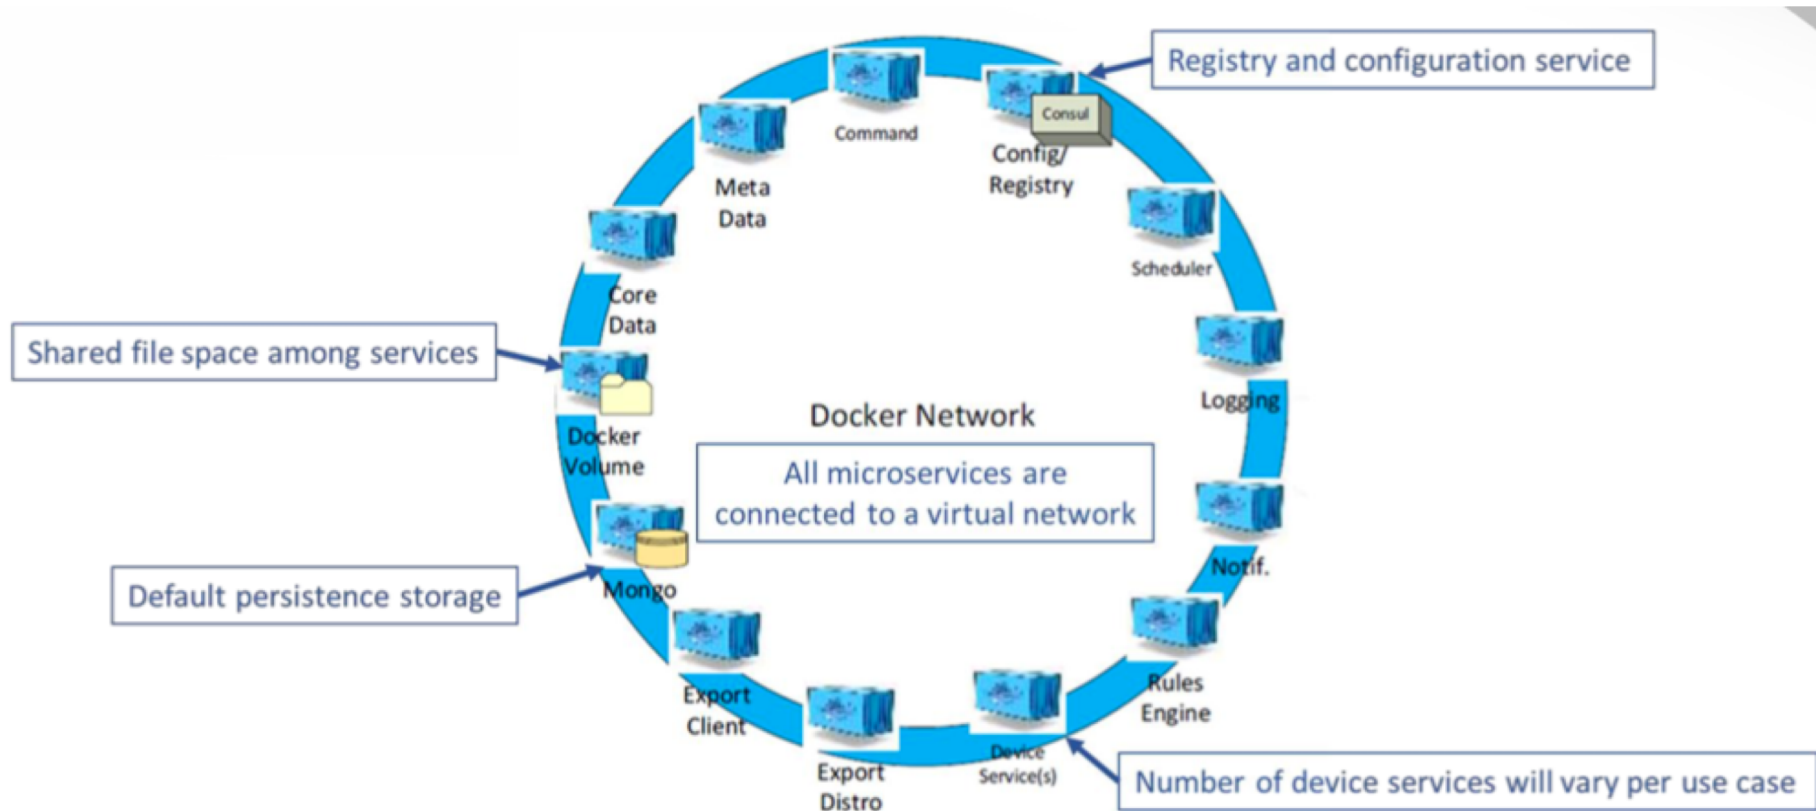 Registry and configuration service
Command
Consul
Config/
Registry
Meta
Data
Scheduler
Core
Data
Shared file space among services
Logging
Docker Network
Docker
Volume
All microservices are
connected to a virtual network
Notif.
Default persistence storage
Mongo
Rules
Engine
Export
Client
Device
Service(s)
Export
Distro
Number of device services will vary per use case